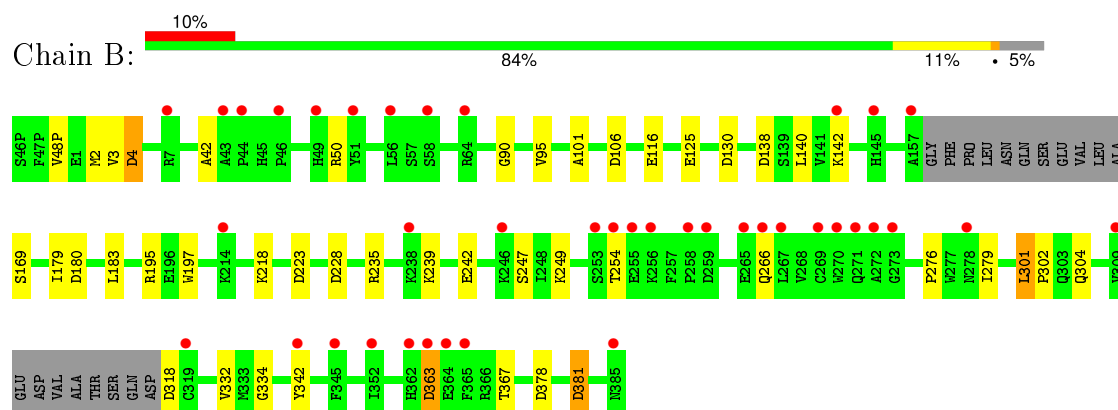 10%
Chain B:
84% 11% • 5%
S46P F47P V48P E1 M2 V3 D4 R7 A42 A43 P44 H45 P46 H49 R50 Y51 L56 S57 S58 R64 G90 V95 A101 D106 E116 E125 D130 D138 S139 L140 V141 K142 H145 A157 GLY PHE PRO LEU ASN GLN SER GLU VAL LEU ALA
S169 I179 D180 L183 R195 E196 W197 K214 K218 D223 D228 R235 K238 K239 E242 K246 S247 I248 K249 S253 T254 E255 K256 F257 P258 D259 E265 Q266 L267 V268 C269 W270 Q271 A272 G273 P276 W277 N278 I279 L301 P302 Q303 Q304 V309
GLU ASP VAL ALA THR SER GLN ASP D318 C319 V332 M333 G334 Y342 F345 I352 H362 D363 E364 F365 R366 T367 D378 D381 N385